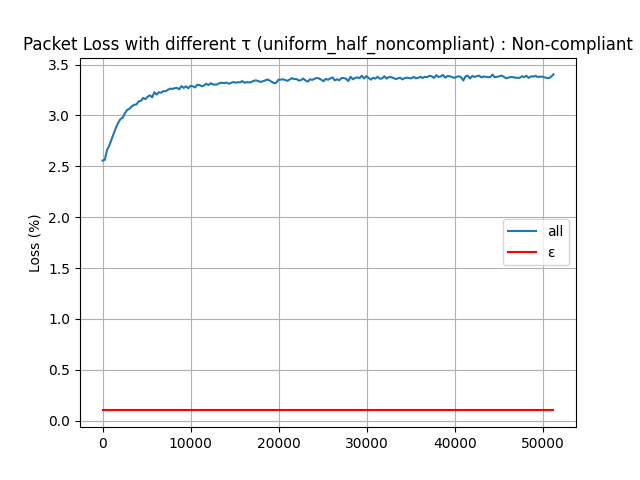 Packet Loss with different τ (uniform_half_noncompliant) : Non-compliant
3.5
3.0
2.5
2.0
1.5
1.0
0.5
0.0
Loss (%)
all
ε
0 10000 20000 30000 40000 50000